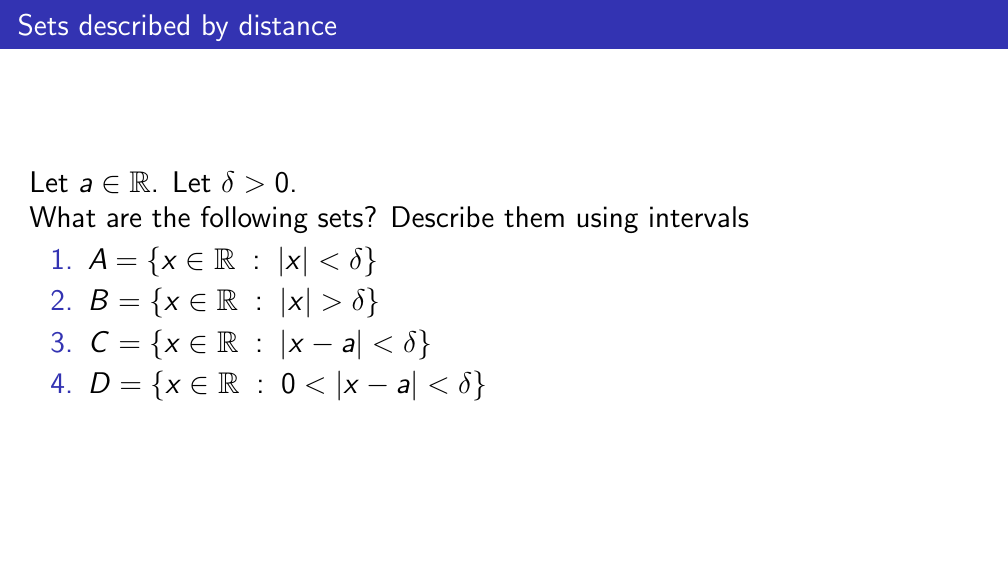 Sets described by distance
Let a ∈ ℝ. Let δ > 0.
What are the following sets? Describe them using intervals
1. A = {x ∈ ℝ : |x| < δ}
2. B = {x ∈ ℝ : |x| > δ}
3. C = {x ∈ ℝ : |x − a| < δ}
4. D = {x ∈ ℝ : 0 < |x − a| < δ}